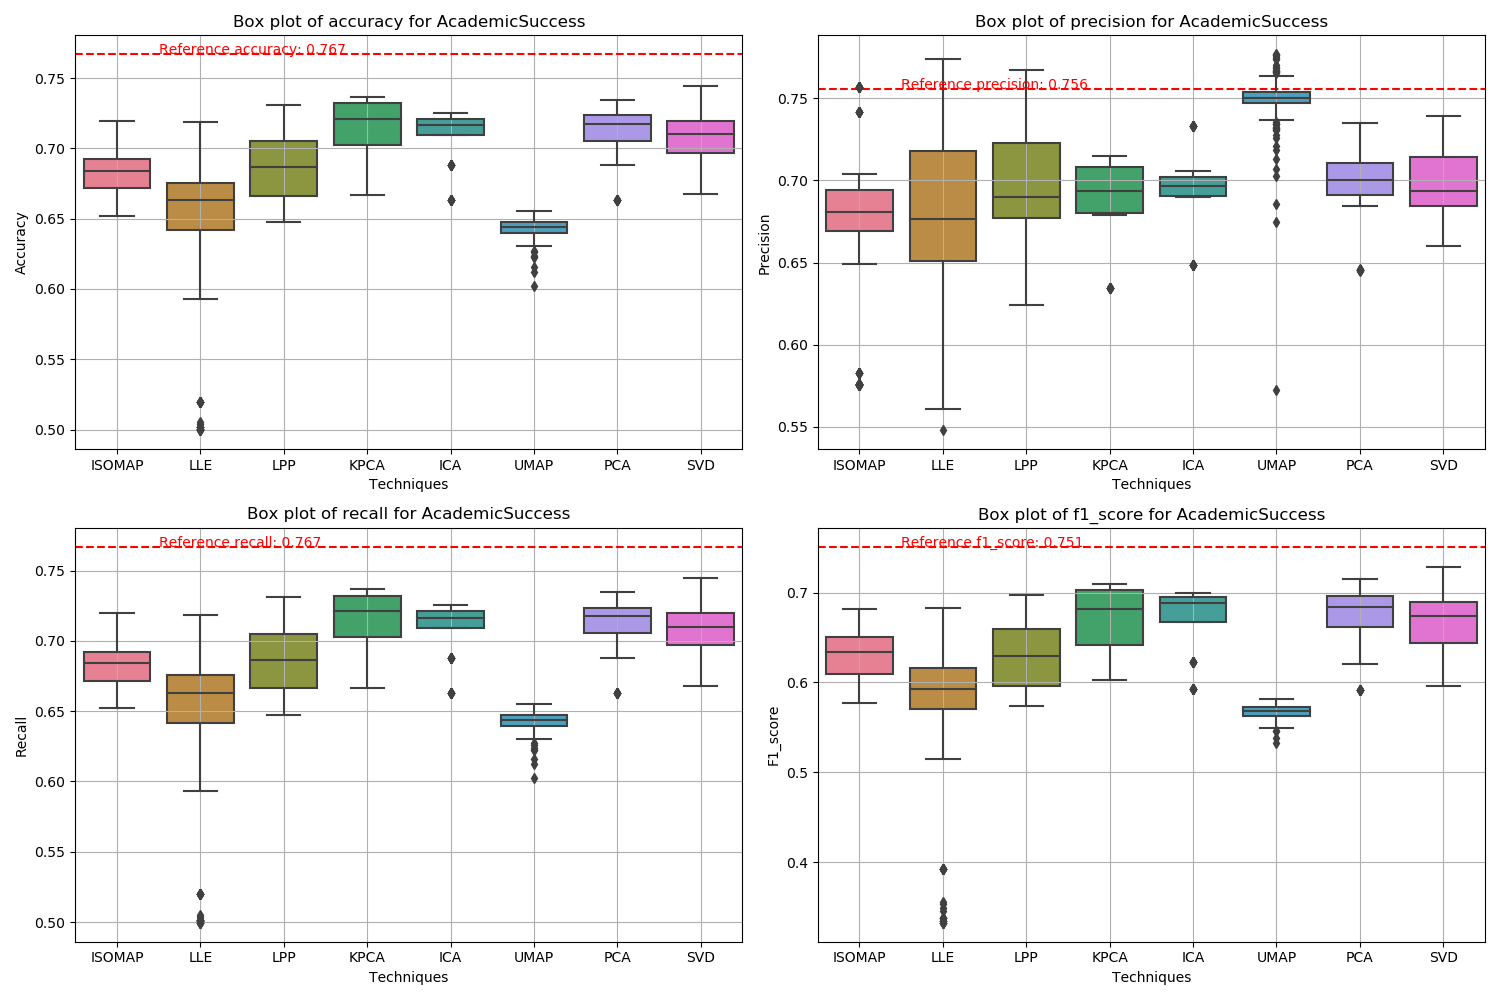 Box plot of accuracy for AcademicSuccess
Reference accuracy: 0.767
0.75
0.70
0.65
0.60
0.55
0.50
Accuracy
ISOMAP LLE LPP KPCA ICA UMAP PCA SVD
Techniques
Box plot of precision for AcademicSuccess
Reference precision: 0.756
0.75
0.70
0.65
0.60
0.55
Precision
ISOMAP LLE LPP KPCA ICA UMAP PCA SVD
Techniques
Box plot of recall for AcademicSuccess
Reference recall: 0.767
0.75
0.70
0.65
0.60
0.55
0.50
Recall
ISOMAP LLE LPP KPCA ICA UMAP PCA SVD
Techniques
Box plot of f1_score for AcademicSuccess
Reference f1_score: 0.751
0.7
0.6
0.5
0.4
F1_score
ISOMAP LLE LPP KPCA ICA UMAP PCA SVD
Techniques